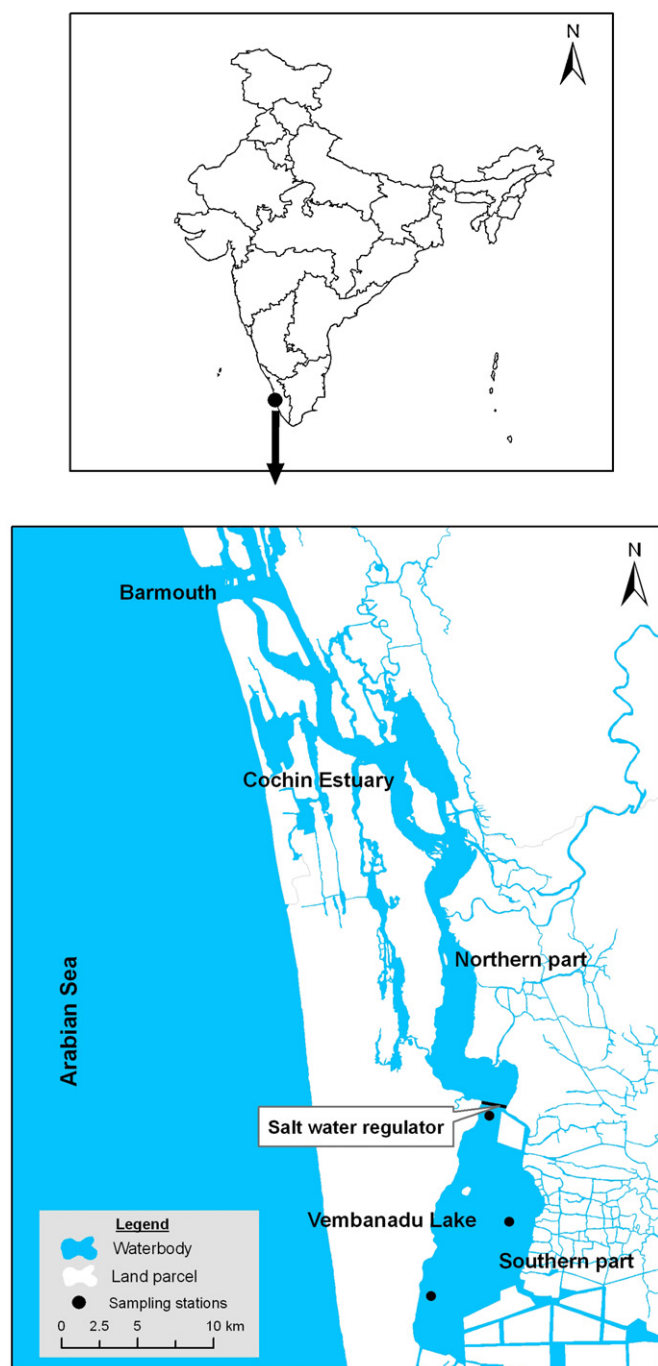 N
N
Barmouth
Cochin Estuary
Northern part
Arabian Sea
Salt water regulator
Vembanadu Lake
Southern part
Legend
Waterbody
Land parcel
Sampling stations
0 2.5 5 10 km